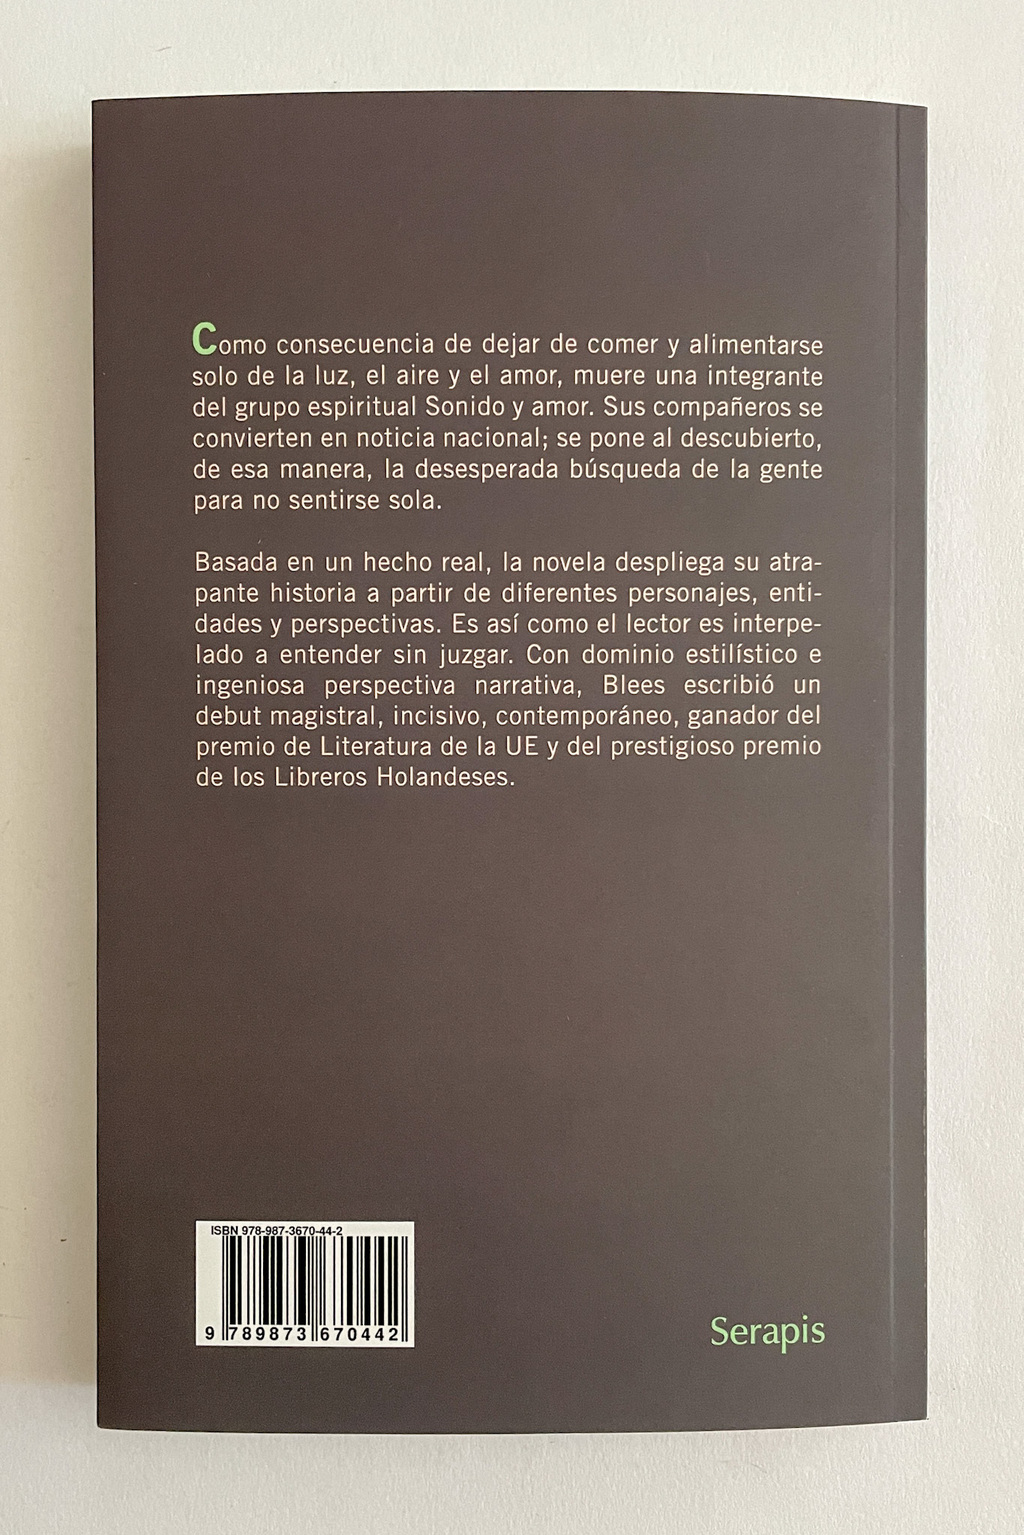 Como consecuencia de dejar de comer y alimentarse
solo de la luz, el aire y el amor, muere una integrante
del grupo espiritual Sonido y amor. Sus compañeros se
convierten en noticia nacional; se pone al descubierto,
de esa manera, la desesperada búsqueda de la gente
para no sentirse sola.
Basada en un hecho real, la novela despliega su atra-
pante historia a partir de diferentes personajes, enti-
dades y perspectivas. Es así como el lector es interpe-
lado a entender sin juzgar. Con dominio estilístico e
ingeniosa perspectiva narrativa, Blees escribió un
debut magistral, incisivo, contemporáneo, ganador del
premio de Literatura de la UE y del prestigioso premio
de los Libreros Holandeses.
ISBN 978-987-3670-44-2
9 789873 670442
Serapis